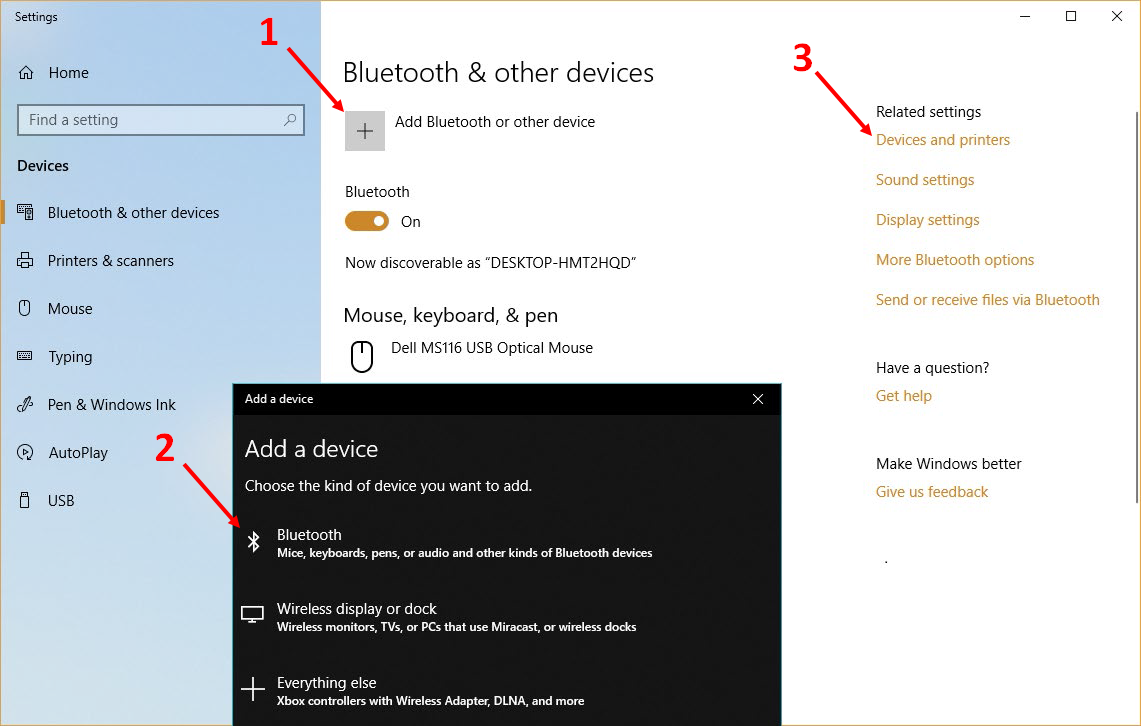 Settings
1
Home
Find a setting
Devices
Bluetooth & other devices
Printers & scanners
Mouse
Typing
Pen & Windows Ink
AutoPlay
USB
Bluetooth & other devices
Add Bluetooth or other device
Bluetooth
On
Now discoverable as “DESKTOP-HMT2HQD”
Mouse, keyboard, & pen
Dell MS116 USB Optical Mouse
2
Add a device
Add a device
Choose the kind of device you want to add.
Bluetooth
Mice, keyboards, pens, or audio and other kinds of Bluetooth devices
Wireless display or dock
Wireless monitors, TVs, or PCs that use Miracast, or wireless docks
Everything else
Xbox controllers with Wireless Adapter, DLNA, and more
3
Related settings
Devices and printers
Sound settings
Display settings
More Bluetooth options
Send or receive files via Bluetooth
Have a question?
Get help
Make Windows better
Give us feedback
.